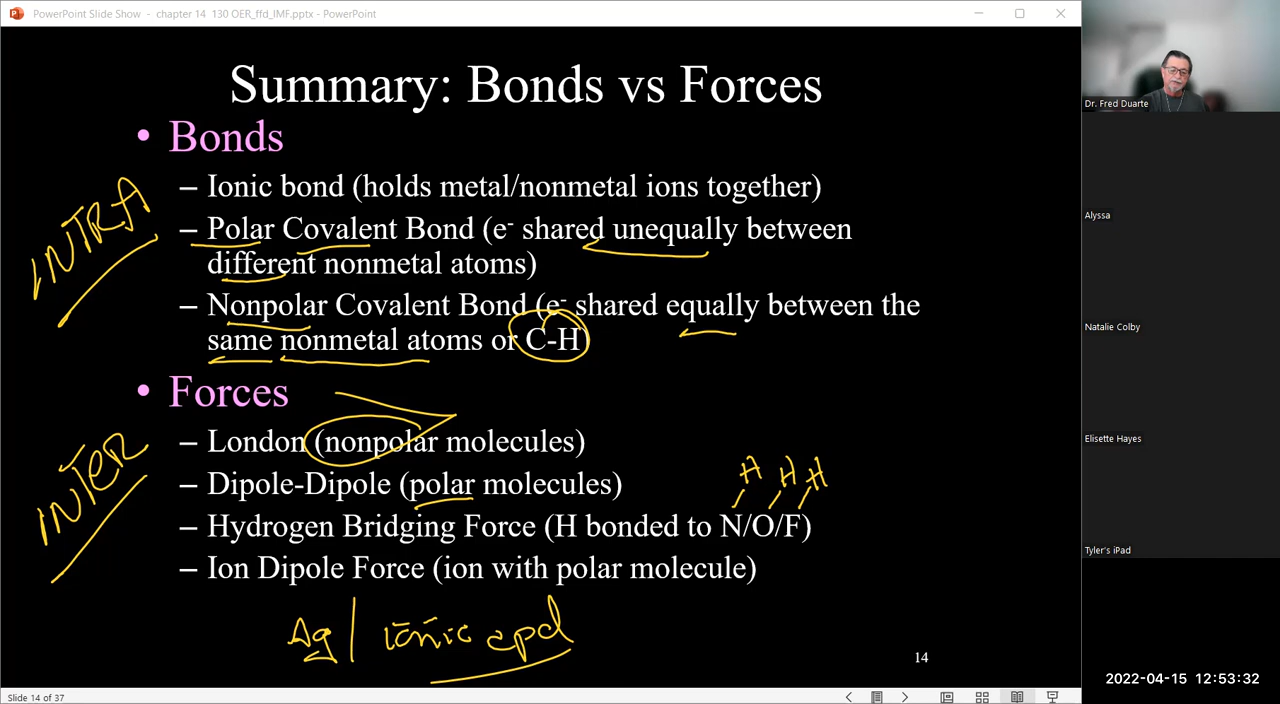 PowerPoint Slide Show - chapter 14 130 OER_ffd_IMF.pptx - PowerPoint
Summary: Bonds vs Forces
• Bonds
– Ionic bond (holds metal/nonmetal ions together)
– Polar Covalent Bond (e- shared unequally between
different nonmetal atoms)
– Nonpolar Covalent Bond (e- shared equally between the
same nonmetal atoms or C-H)
INTRA
• Forces
– London (nonpolar molecules)
– Dipole-Dipole (polar molecules)
H H H
– Hydrogen Bridging Force (H bonded to N/O/F)
– Ion Dipole Force (ion with polar molecule)
INTER
Aq | ionic cpd
14
Slide 14 of 37
Dr. Fred Duarte
Alyssa
Natalie Colby
Elisette Hayes
Tyler's iPad
2022-04-15 12:53:32